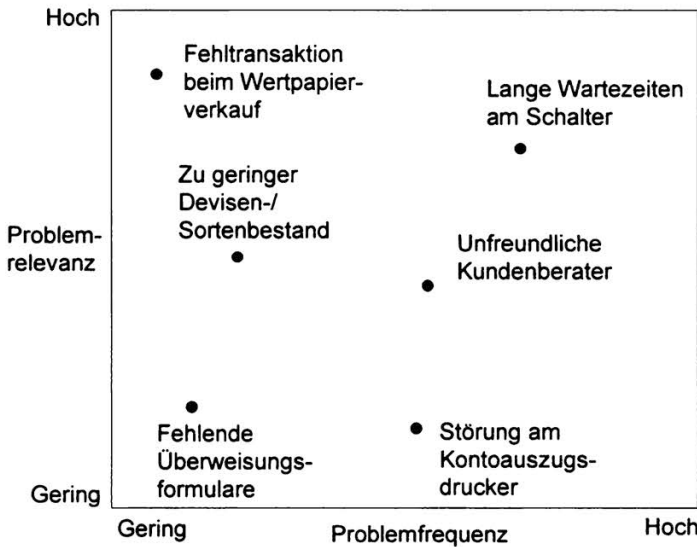 Hoch
Fehltransaktion
beim Wertpapier-
verkauf
Lange Wartezeiten
am Schalter
Zu geringer
Devisen-/
Sortenbestand
Problem-
relevanz
Unfreundliche
Kundenberater
Fehlende
Überweisungs-
formulare
Störung am
Kontoauszugs-
drucker
Gering
Gering
Problemfrequenz
Hoch